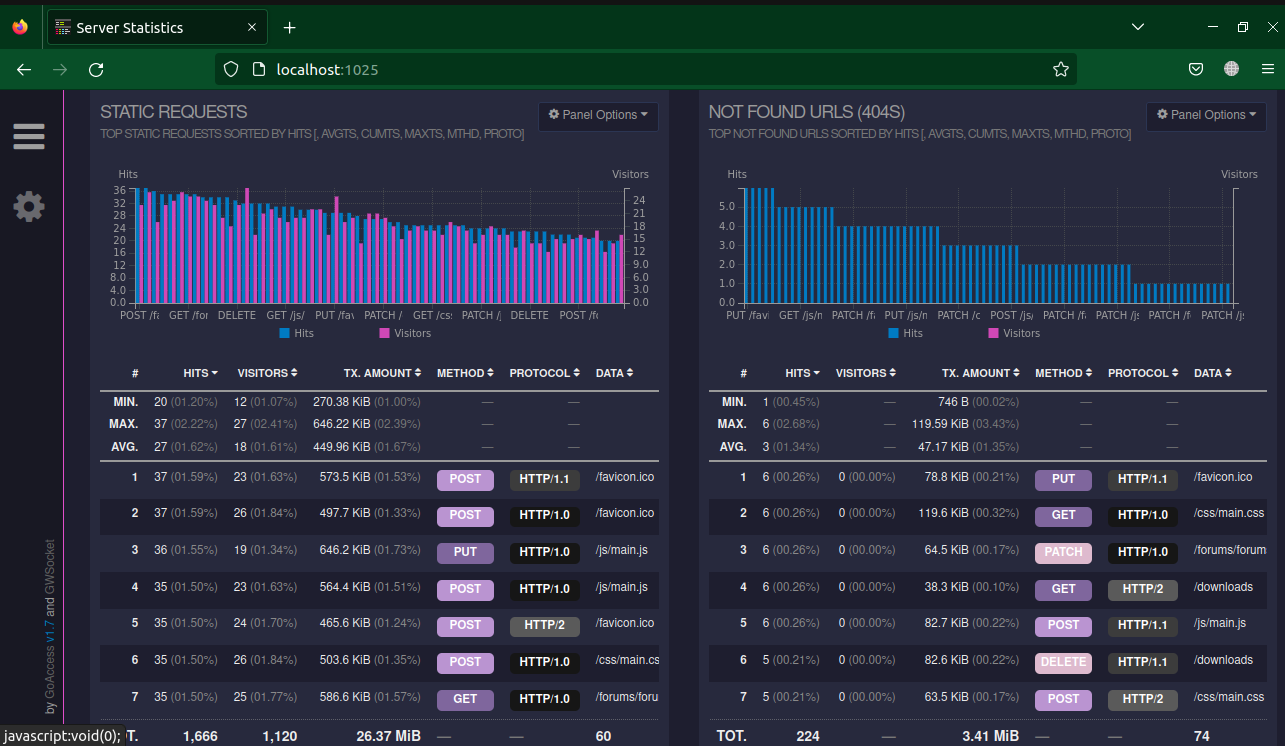 Server Statistics
localhost:1025
STATIC REQUESTS
Panel Options
TOP STATIC REQUESTS SORTED BY HITS [, AVGTS, CUMTS, MAXTS, MTHD, PROTO]
Hits Visitors
36 32 28 24 20 16 12 8.0 4.0 0.0
24 21 18 15 12 9.0 6.0 3.0 0.0
POST /fa GET /for DELETE GET /js/ PUT /fav PATCH / GET /cs PATCH /j DELETE POST /fo
Hits Visitors
# HITS VISITORS TX. AMOUNT METHOD PROTOCOL DATA
MIN. 20 (01.20%) 12 (01.07%) 270.38 KiB (01.00%) — —
MAX. 37 (02.22%) 27 (02.41%) 646.22 KiB (02.39%) — —
AVG. 27 (01.62%) 18 (01.61%) 449.96 KiB (01.67%) — —
1 37 (01.59%) 23 (01.63%) 573.5 KiB (01.53%) POST HTTP/1.1 /favicon.ico
2 37 (01.59%) 26 (01.84%) 497.7 KiB (01.33%) POST HTTP/1.0 /favicon.ico
3 36 (01.55%) 19 (01.34%) 646.2 KiB (01.73%) PUT HTTP/1.0 /js/main.js
4 35 (01.50%) 23 (01.63%) 564.4 KiB (01.51%) POST HTTP/1.0 /js/main.js
5 35 (01.50%) 24 (01.70%) 465.6 KiB (01.24%) POST HTTP/2 /favicon.ico
6 35 (01.50%) 26 (01.84%) 503.6 KiB (01.35%) POST HTTP/1.0 /css/main.cs
7 35 (01.50%) 25 (01.77%) 586.6 KiB (01.57%) GET HTTP/1.0 /forums/foru
T. 1,666 1,120 26.37 MiB — — 60
NOT FOUND URLS (404S)
Panel Options
TOP NOT FOUND URLS SORTED BY HITS [, AVGTS, CUMTS, MAXTS, MTHD, PROTO]
Hits Visitors
5.0 4.0 3.0 2.0 1.0 0.0
PUT /favi GET /js/n PATCH /fa PUT /js/n PATCH /c POST /js/ PATCH /fa PATCH /js PATCH /f PATCH /js
Hits Visitors
# HITS VISITORS TX. AMOUNT METHOD PROTOCOL DATA
MIN. 1 (00.45%) — 746 B (00.02%) — —
MAX. 6 (02.68%) — 119.59 KiB (03.43%) — —
AVG. 3 (01.34%) — 47.17 KiB (01.35%) — —
1 6 (00.26%) 0 (00.00%) 78.8 KiB (00.21%) PUT HTTP/1.1 /favicon.ico
2 6 (00.26%) 0 (00.00%) 119.6 KiB (00.32%) GET HTTP/1.0 /css/main.css
3 6 (00.26%) 0 (00.00%) 64.5 KiB (00.17%) PATCH HTTP/1.0 /forums/forum
4 6 (00.26%) 0 (00.00%) 38.3 KiB (00.10%) GET HTTP/2 /downloads
5 6 (00.26%) 0 (00.00%) 82.7 KiB (00.22%) POST HTTP/1.1 /js/main.js
6 5 (00.21%) 0 (00.00%) 82.6 KiB (00.22%) DELETE HTTP/1.1 /downloads
7 5 (00.21%) 0 (00.00%) 63.5 KiB (00.17%) POST HTTP/2 /css/main.css
TOT. 224 — 3.41 MiB — — 74
by GoAccess v1.7 and GWSocket
javascript:void(0);